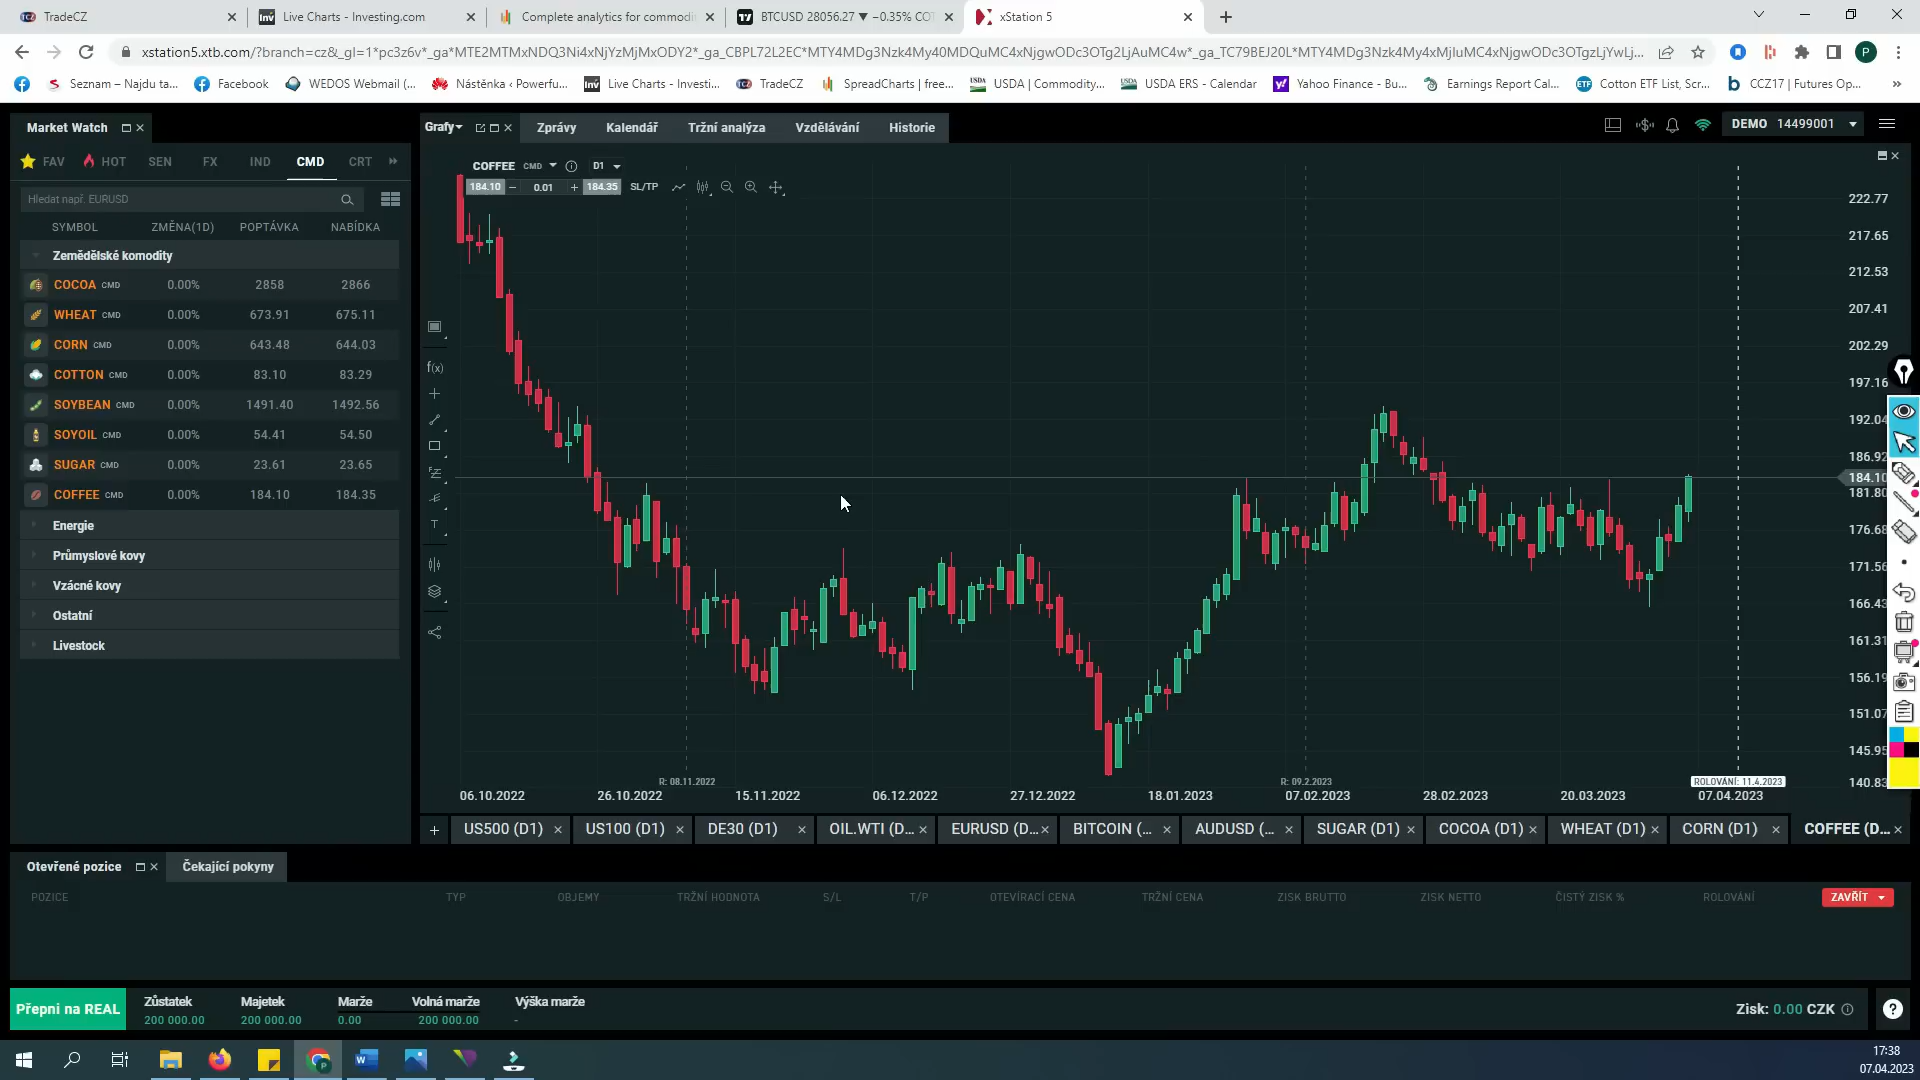 TradeCZ
Live Charts - Investing.com
Complete analytics for commodi
BTCUSD 28056.27 ▼ −0.35% COT
xStation 5
xstation5.xtb.com/?branch=cz&_gl=1*pc3z6v*_ga*MTE2MTMxNDQ3Ni4xNjYzMjMxODY2*_ga_CBPL72L2EC*MTY4MDg3Nzk4My40MDQuMC4xNjgwODc3OTg2LjAuMC4w*_ga_TC79BEJ20L*MTY4MDg3Nzk4My4xMjIuMC4xNjgwODc3OTgzLjYwLj...
Seznam – Najdu ta...
Facebook
WEDOS Webmail (...
Nástěnka ‹ Powerfu...
Live Charts - Investi...
TradeCZ
SpreadCharts | free...
USDA | Commodity...
USDA ERS - Calendar
Yahoo Finance - Bu...
Earnings Report Cal...
Cotton ETF List, Scr...
CCZ17 | Futures Op...
Market Watch
Grafy
Zprávy
Kalendář
Tržní analýza
Vzdělávání
Historie
DEMO 14499001
FAV HOT SEN FX IND CMD CRT
Hledat např. EURUSD
SYMBOL ZMĚNA(1D) POPTÁVKA NABÍDKA
Zemědělské komodity
COCOA CMD 0.00% 2858 2866
WHEAT CMD 0.00% 673.91 675.11
CORN CMD 0.00% 643.48 644.03
COTTON CMD 0.00% 83.10 83.29
SOYBEAN CMD 0.00% 1491.40 1492.56
SOYOIL CMD 0.00% 54.41 54.50
SUGAR CMD 0.00% 23.61 23.65
COFFEE CMD 0.00% 184.10 184.35
Energie
Průmyslové kovy
Vzácné kovy
Ostatní
Livestock
COFFEE CMD D1
184.10 − 0.01 + 184.35 SL/TP
f(x)
T
222.77
217.65
212.53
207.41
202.29
197.16
192.04
186.92
184.10
181.80
176.68
171.56
166.43
161.31
156.19
151.07
145.95
140.83
R: 08.11.2022
R: 09.2.2023
ROLOVÁNÍ: 11.4.2023
06.10.2022 26.10.2022 15.11.2022 06.12.2022 27.12.2022 18.01.2023 07.02.2023 28.02.2023 20.03.2023 07.04.2023
US500 (D1) US100 (D1) DE30 (D1) OIL.WTI (D... EURUSD (D... BITCOIN (... AUDUSD (... SUGAR (D1) COCOA (D1) WHEAT (D1) CORN (D1) COFFEE (D...
Otevřené pozice
Čekající pokyny
POZICE TYP OBJEMY TRŽNÍ HODNOTA S/L T/P OTEVÍRACÍ CENA TRŽNÍ CENA ZISK BRUTTO ZISK NETTO ČISTÝ ZISK % ROLOVÁNÍ ZAVŘÍT
Přepni na REAL
Zůstatek Majetek Marže Volná marže Výška marže
200 000.00 200 000.00 0.00 200 000.00 -
Zisk: 0.00 CZK
17:38
07.04.2023